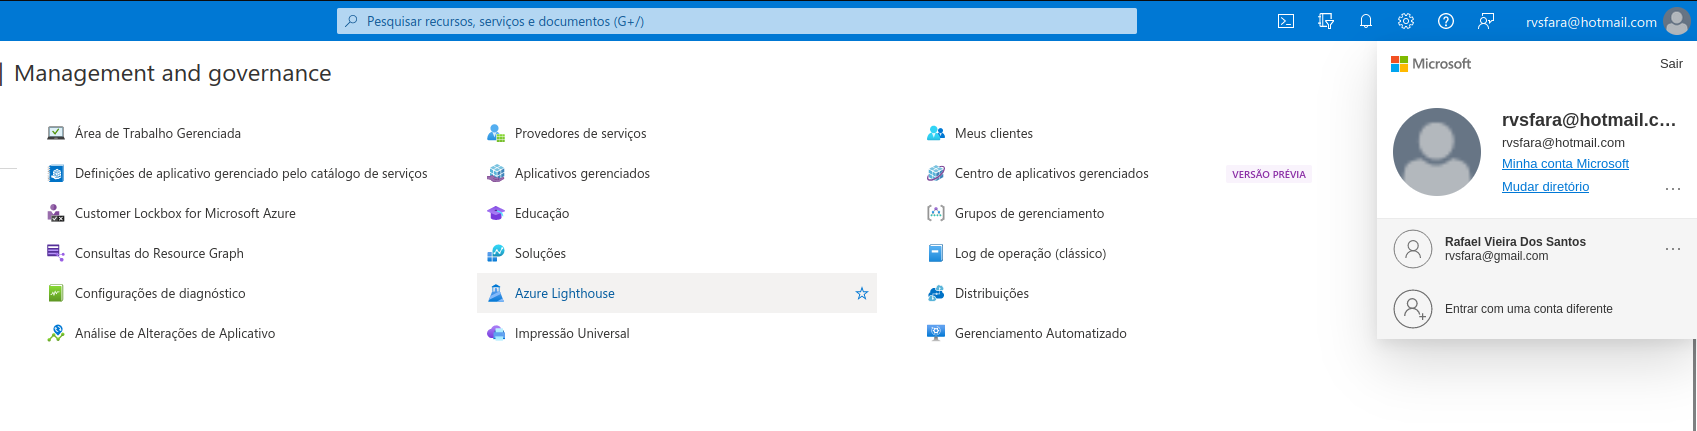 Pesquisar recursos, serviços e documentos (G+/)
rvsfara@hotmail.com
Management and governance
Área de Trabalho Gerenciada
Definições de aplicativo gerenciado pelo catálogo de serviços
Customer Lockbox for Microsoft Azure
Consultas do Resource Graph
Configurações de diagnóstico
Análise de Alterações de Aplicativo
Provedores de serviços
Aplicativos gerenciados
Educação
Soluções
Azure Lighthouse
Impressão Universal
Meus clientes
Centro de aplicativos gerenciados VERSÃO PRÉVIA
Grupos de gerenciamento
Log de operação (clássico)
Distribuições
Gerenciamento Automatizado
Microsoft Sair
rvsfara@hotmail.c...
rvsfara@hotmail.com
Minha conta Microsoft
Mudar diretório
Rafael Vieira Dos Santos
rvsfara@gmail.com
Entrar com uma conta diferente